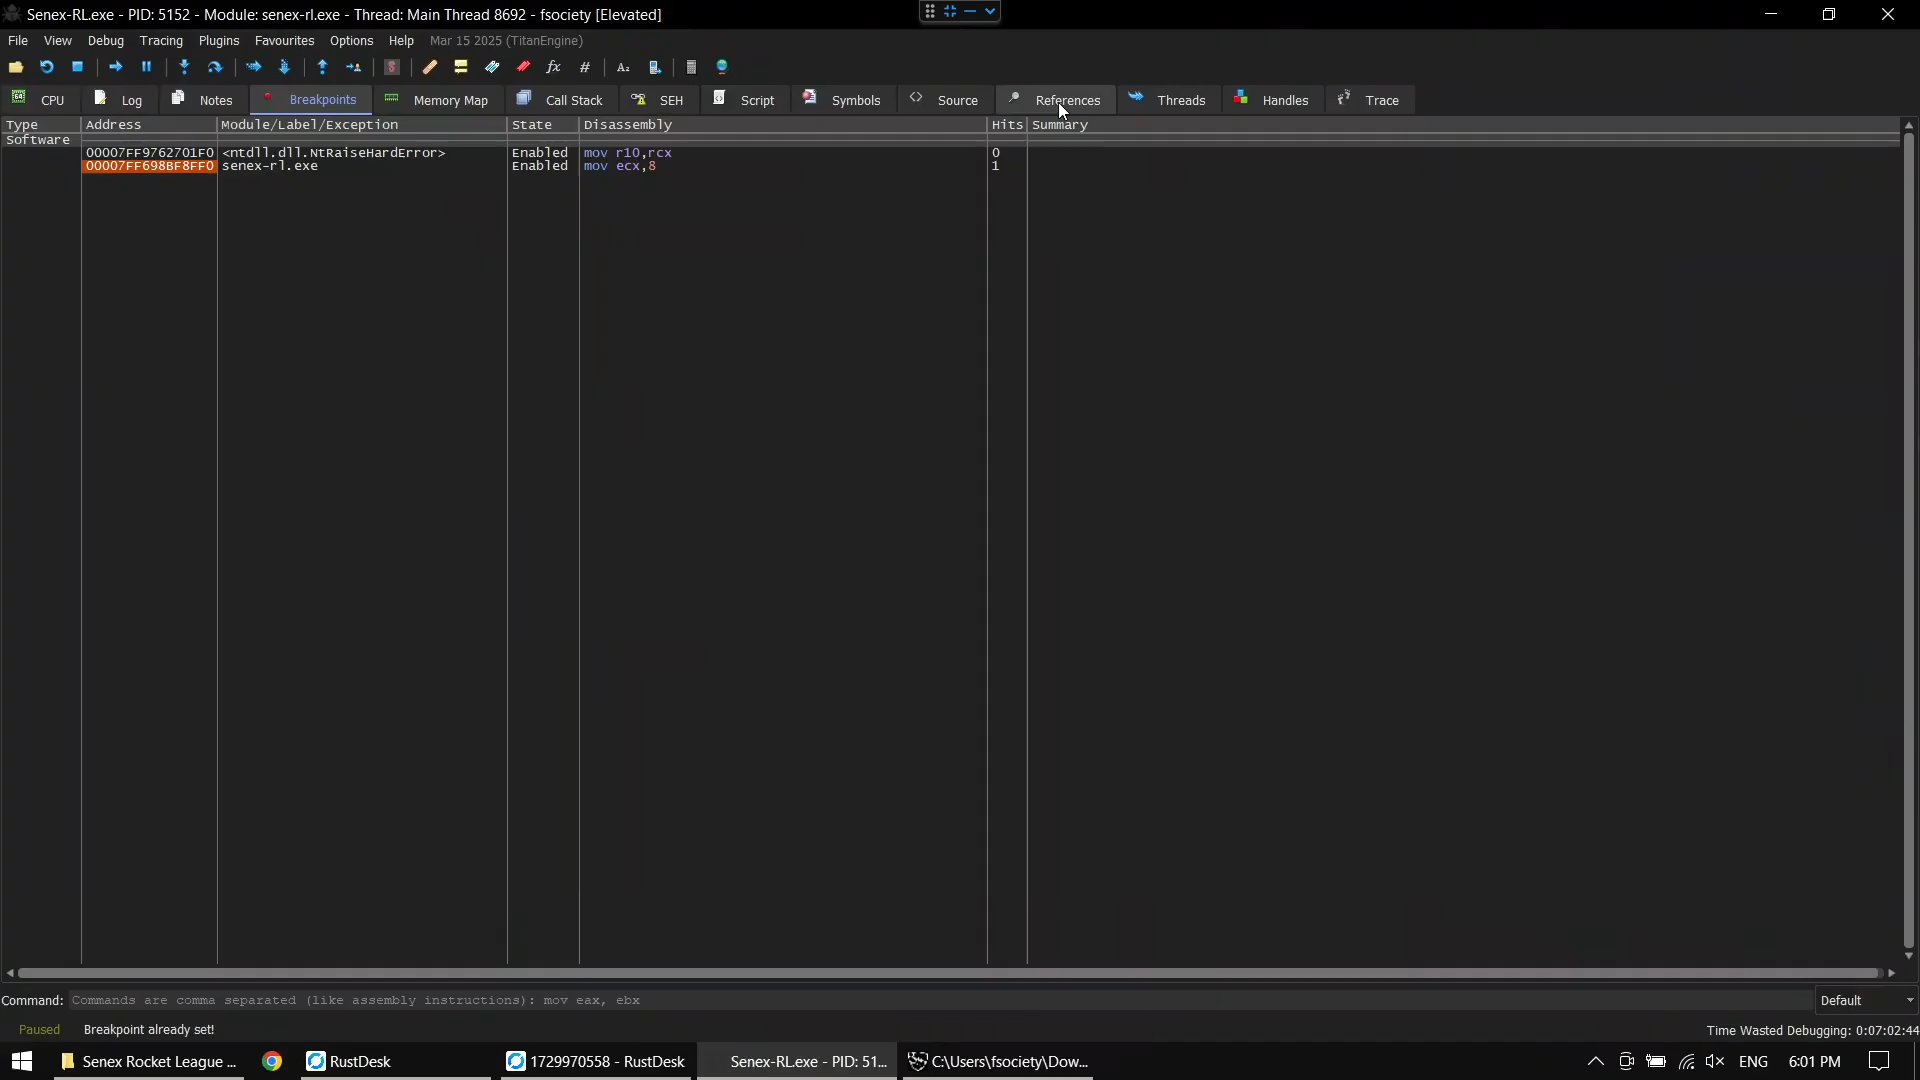 Senex-RL.exe - PID: 5152 - Module: senex-rl.exe - Thread: Main Thread 8692 - fsociety [Elevated]
File View Debug Tracing Plugins Favourites Options Help Mar 15 2025 (TitanEngine)
CPU Log Notes Breakpoints Memory Map Call Stack SEH Script Symbols Source References Threads Handles Trace
Type Address Module/Label/Exception State Disassembly Hits Summary
Software
00007FF9762701F0 <ntdll.dll.NtRaiseHardError> Enabled mov r10,rcx 0
00007FF698BF8FF0 senex-rl.exe Enabled mov ecx,8 1
Command: Commands are comma separated (like assembly instructions): mov eax, ebx Default
Paused Breakpoint already set! Time Wasted Debugging: 0:07:02:44
Senex Rocket League ... RustDesk 1729970558 - RustDesk Senex-RL.exe - PID: 51... C:\Users\fsociety\Dow... ENG 6:01 PM